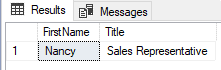 Results Messages
FirstName Title
1 Nancy Sales Representative